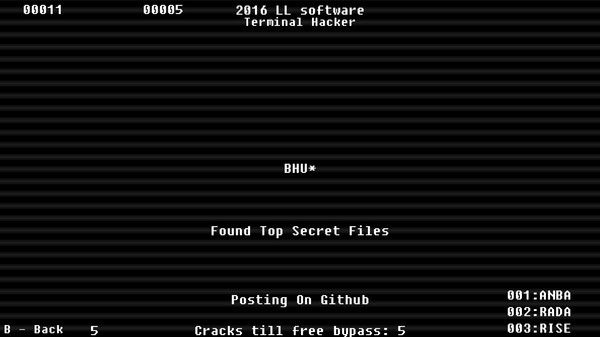 00011 00005 2016 LL software
Terminal Hacker
BHU*
Found Top Secret Files
Posting On Github
001:ANBA
002:RADA
B - Back 5 Cracks till free bypass: 5 003:RISE